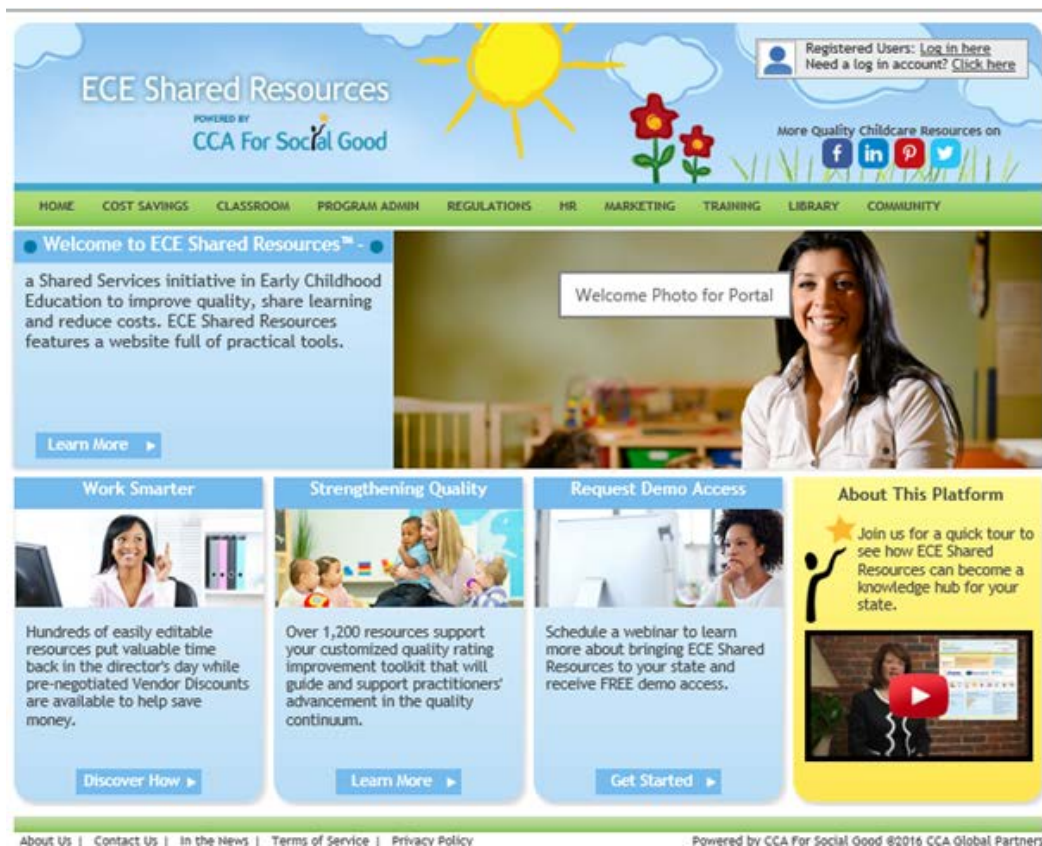 Registered Users: Log in here
Need a log in account? Click here
ECE Shared Resources
POWERED BY
CCA For Social Good
More Quality Childcare Resources on
HOME COST SAVINGS CLASSROOM PROGRAM ADMIN REGULATIONS HR MARKETING TRAINING LIBRARY COMMUNITY
Welcome to ECE Shared Resources™ -
a Shared Services initiative in Early Childhood
Education to improve quality, share learning
and reduce costs. ECE Shared Resources
features a website full of practical tools.
Learn More
Welcome Photo for Portal
Work Smarter
Hundreds of easily editable
resources put valuable time
back in the director's day while
pre-negotiated Vendor Discounts
are available to help save
money.
Discover How
Strengthening Quality
Over 1,200 resources support
your customized quality rating
improvement toolkit that will
guide and support practitioners'
advancement in the quality
continuum.
Learn More
Request Demo Access
Schedule a webinar to learn
more about bringing ECE Shared
Resources to your state and
receive FREE demo access.
Get Started
About This Platform
Join us for a quick tour to
see how ECE Shared
Resources can become a
knowledge hub for your
state.
About Us | Contact Us | In the News | Terms of Service | Privacy Policy
Powered by CCA For Social Good ©2016 CCA Global Partners